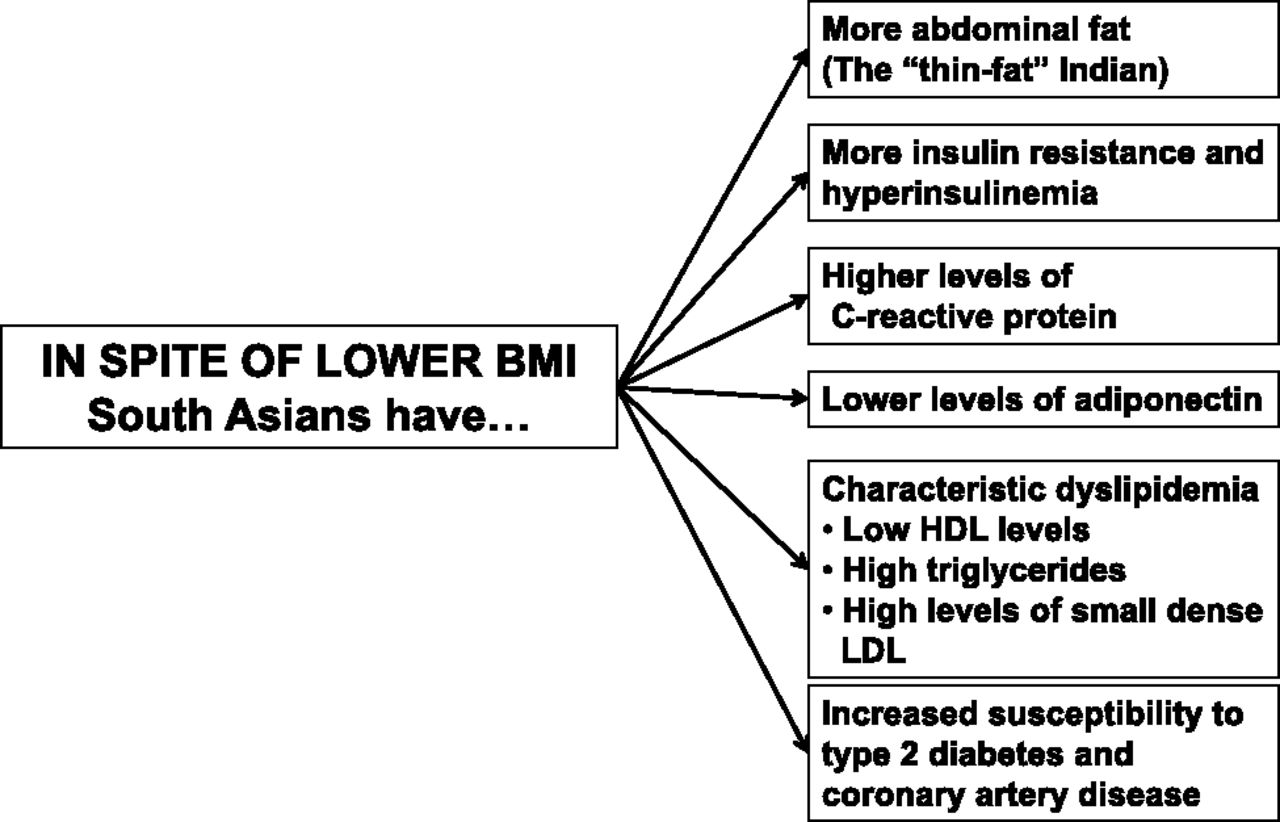 IN SPITE OF LOWER BMI
South Asians have…
More abdominal fat
(The “thin-fat” Indian)
More insulin resistance and
hyperinsulinemia
Higher levels of
C-reactive protein
Lower levels of adiponectin
Characteristic dyslipidemia
• Low HDL levels
• High triglycerides
• High levels of small dense
LDL
Increased susceptibility to
type 2 diabetes and
coronary artery disease